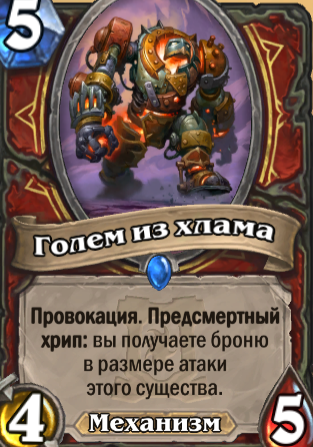 5
Голем из хлама
Провокация. Предсмертный
хрип: вы получаете броню
в размере атаки
этого существа.
4
Механизм
5